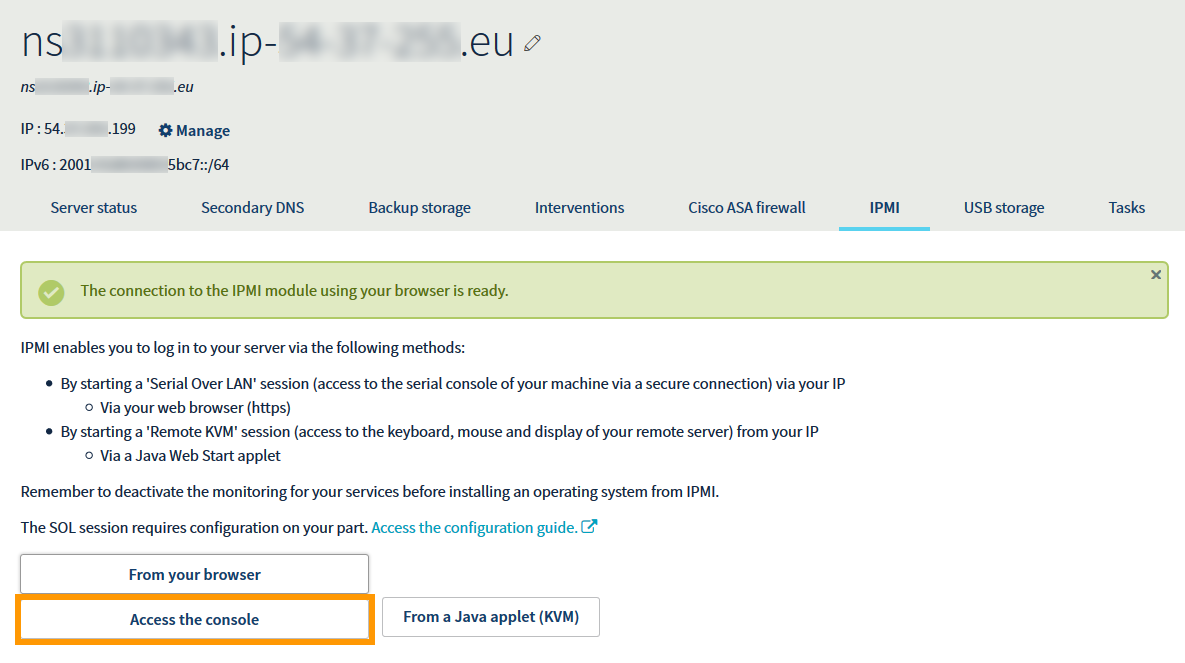 ns .ip- .eu
ns .ip- .eu
IP : 54. .199 Manage
IPv6 : 2001 5bc7::/64
Server status Secondary DNS Backup storage Interventions Cisco ASA firewall IPMI USB storage Tasks
The connection to the IPMI module using your browser is ready.
IPMI enables you to log in to your server via the following methods:
By starting a 'Serial Over LAN' session (access to the serial console of your machine via a secure connection) via your IP
Via your web browser (https)
By starting a 'Remote KVM' session (access to the keyboard, mouse and display of your remote server) from your IP
Via a Java Web Start applet
Remember to deactivate the monitoring for your services before installing an operating system from IPMI.
The SOL session requires configuration on your part. Access the configuration guide.
From your browser
Access the console From a Java applet (KVM)